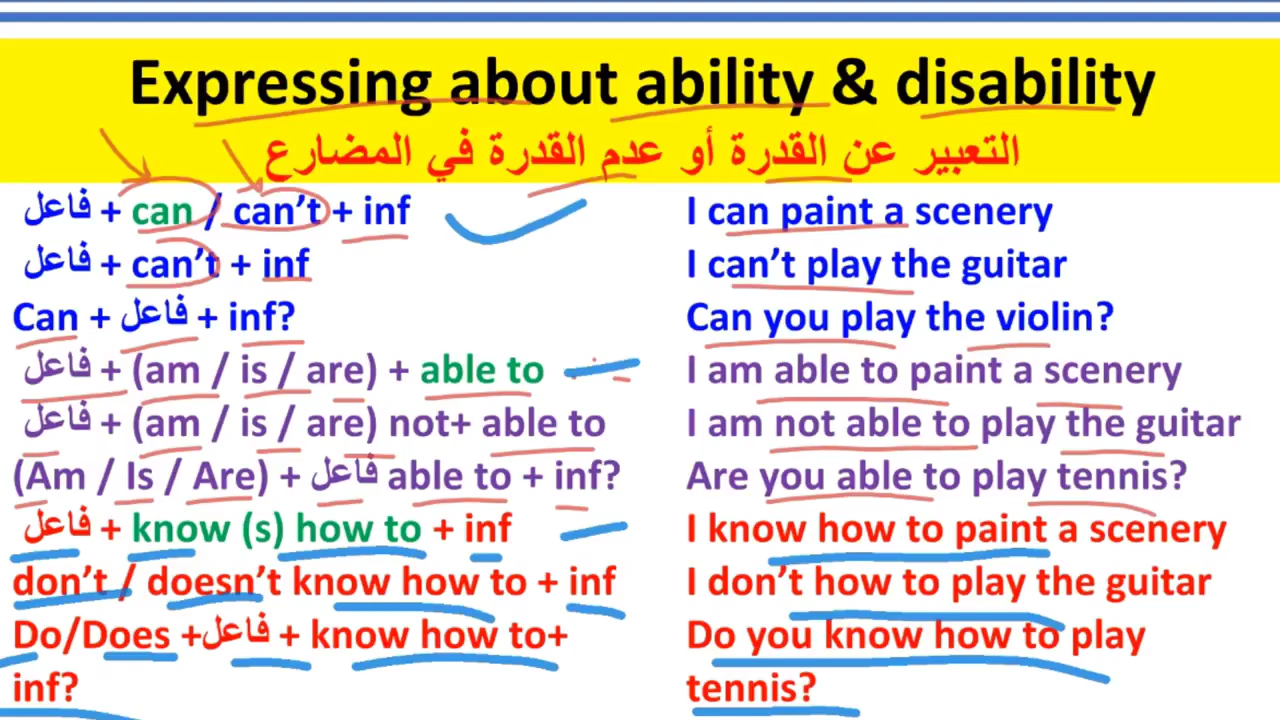 Expressing about ability & disability
التعبير عن القدرة أو عدم القدرة في المضارع
فاعل + can / can't + inf
I can paint a scenery
فاعل + can't + inf
I can't play the guitar
Can + فاعل + inf?
Can you play the violin?
فاعل + (am / is / are) + able to
I am able to paint a scenery
فاعل + (am / is / are) not+ able to
I am not able to play the guitar
(Am / Is / Are) + فاعل able to + inf?
Are you able to play tennis?
فاعل + know (s) how to + inf
I know how to paint a scenery
don't / doesn't know how to + inf
I don't how to play the guitar
Do/Does +فاعل + know how to+
inf?
Do you know how to play
tennis?